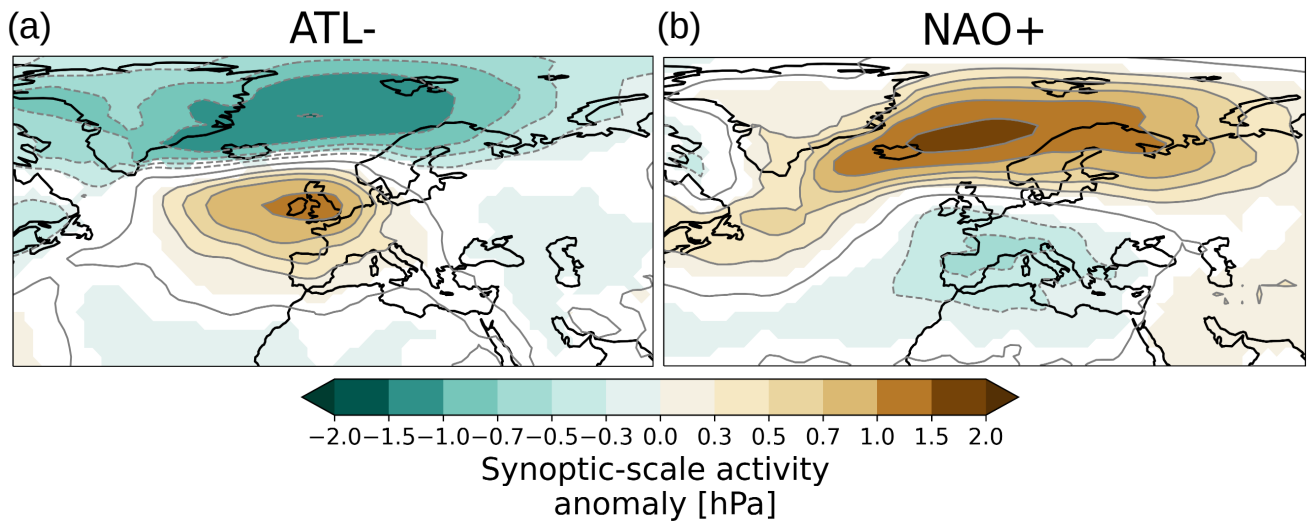 (a) ATL- (b) NAO+
−2.0−1.5−1.0−0.7−0.5−0.3 0.0 0.3 0.5 0.7 1.0 1.5 2.0
Synoptic-scale activity
anomaly [hPa]